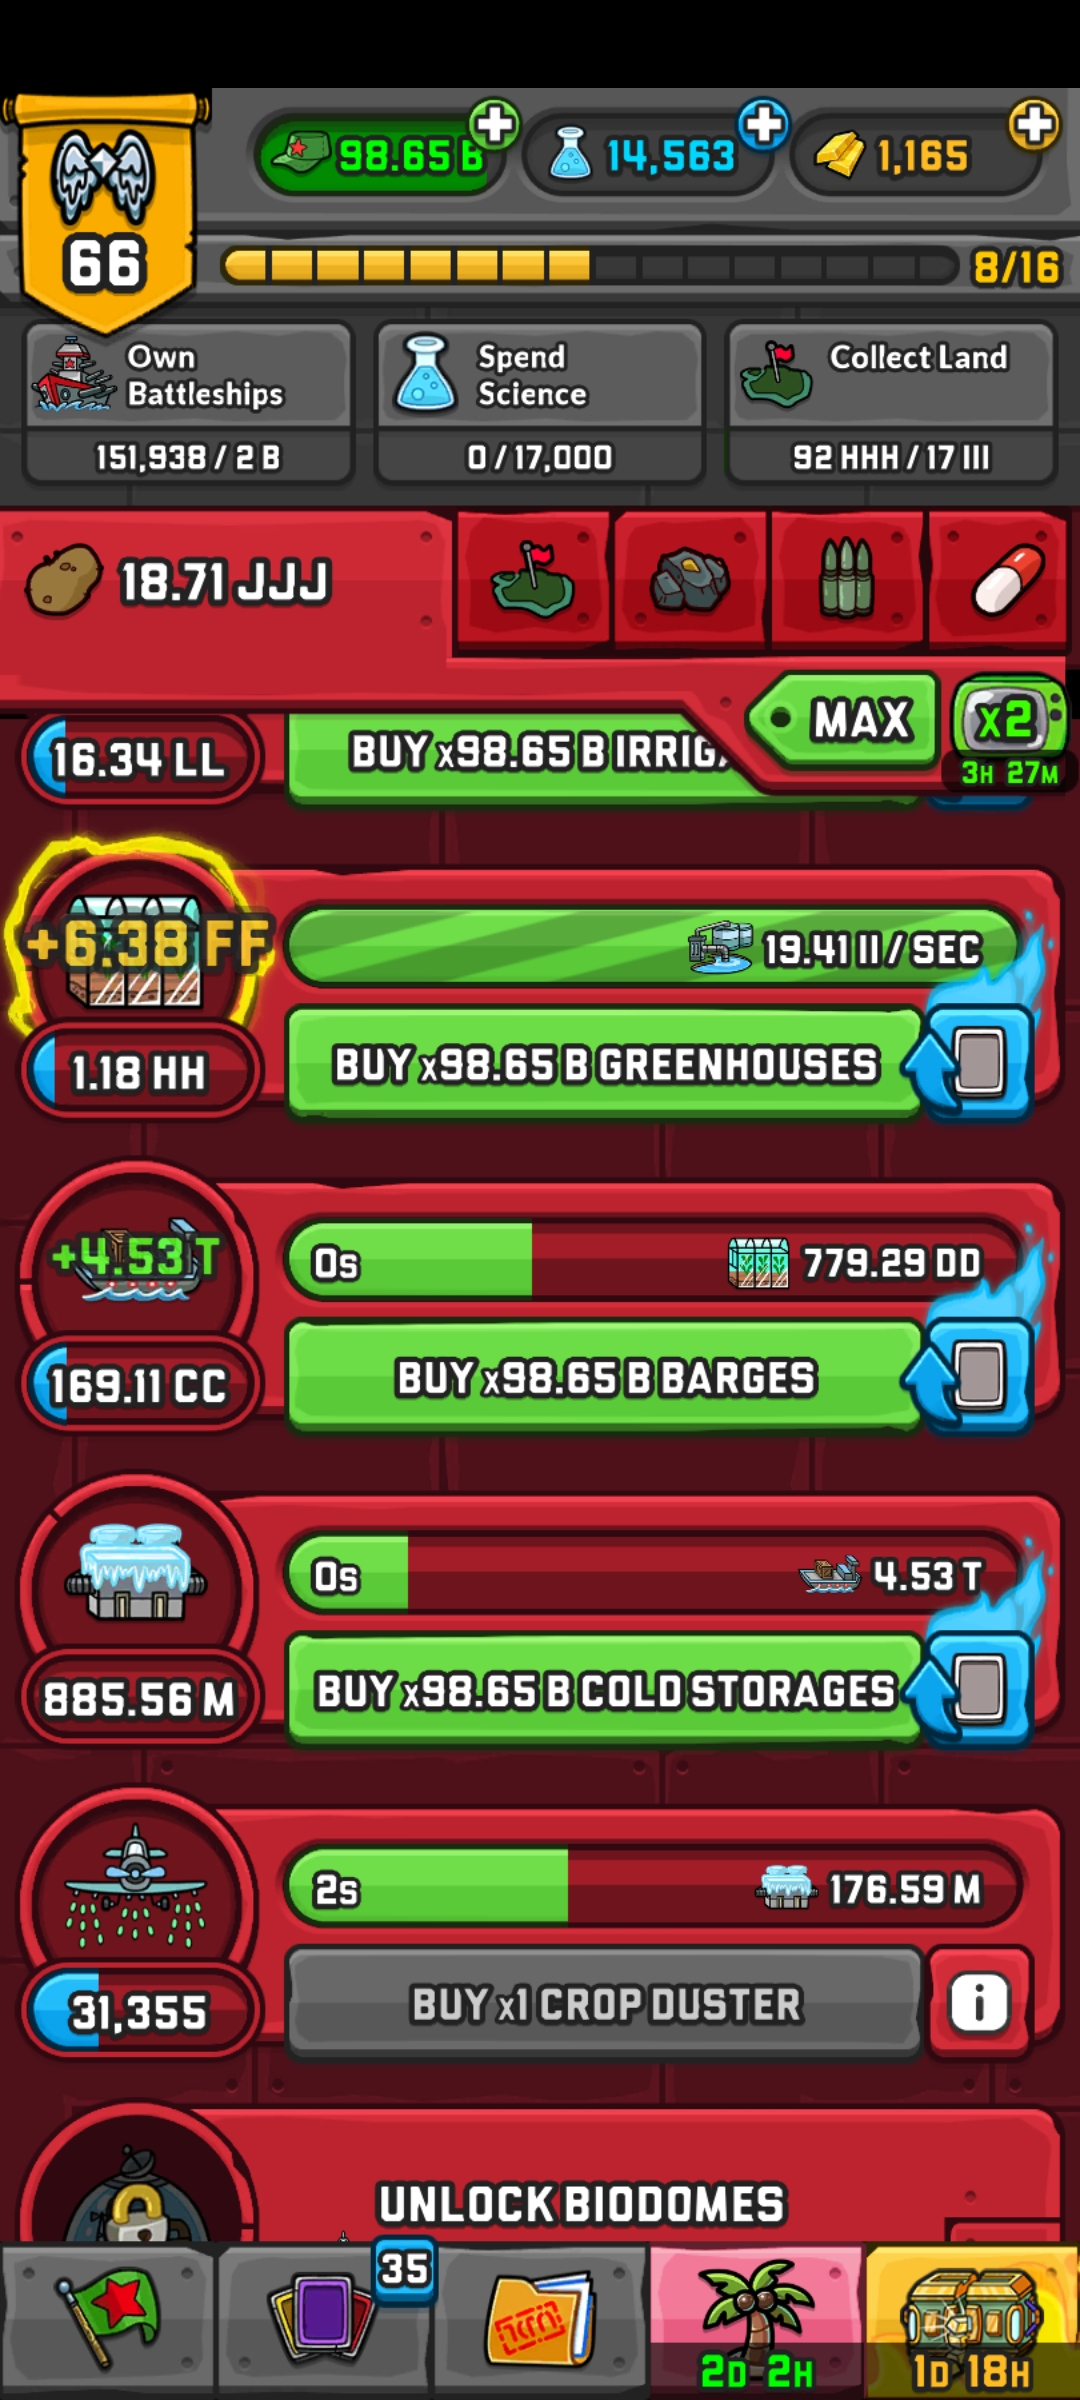 98.65 B
14,563
1,165
66
8/16
Own
Battleships
151,938 / 2 B
Spend
Science
0 / 17,000
Collect Land
92 HHH / 17 III
18.71 JJJ
MAX
x2
3H 27M
16.34 LL
BUY x98.65 B IRRIG
+6.38 FF
19.41 II / SEC
1.18 HH
BUY x98.65 B GREENHOUSES
+4.53 T
0s
779.29 DD
169.11 CC
BUY x98.65 B BARGES
0s
4.53 T
885.56 M
BUY x98.65 B COLD STORAGES
2s
176.59 M
31,355
BUY x1 CROP DUSTER
i
UNLOCK BIODOMES
35
2D 2H
1D 18H